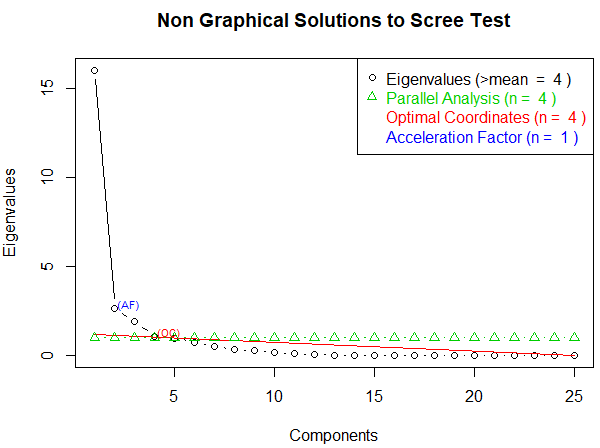 Non Graphical Solutions to Scree Test
Eigenvalues (>mean = 4 )
Parallel Analysis (n = 4 )
Optimal Coordinates (n = 4 )
Acceleration Factor (n = 1 )
15
10
5
0
Eigenvalues
(AF)
(OC)
5 10 15 20 25
Components